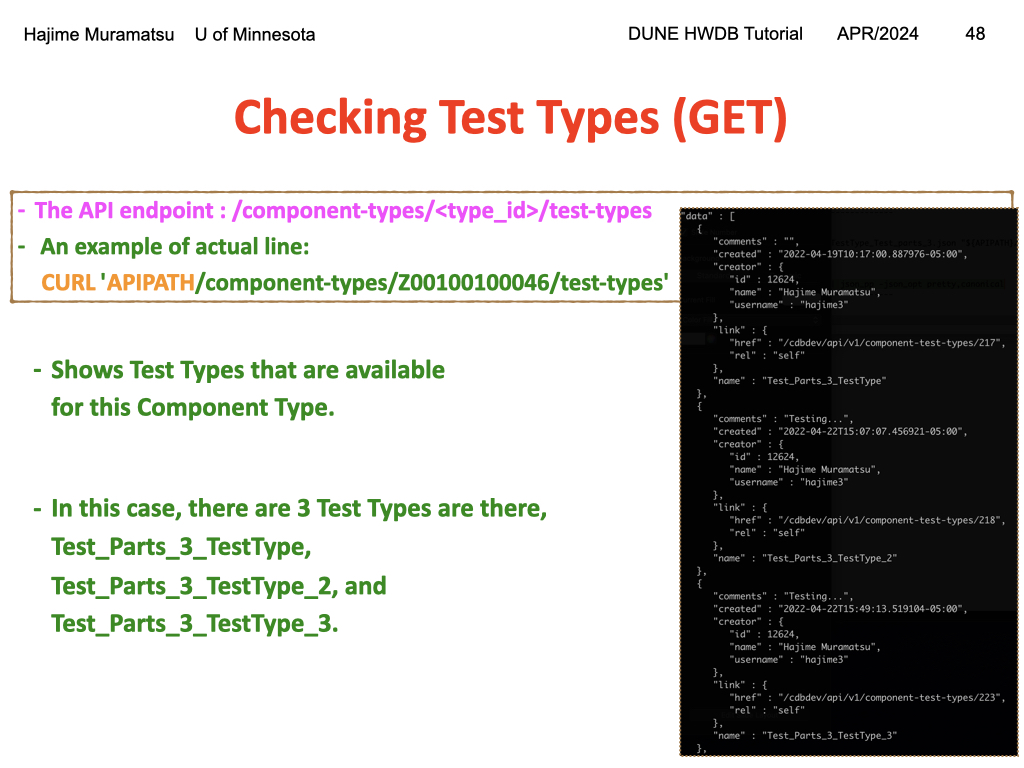 Hajime Muramatsu U of Minnesota DUNE HWDB Tutorial APR/2024 48
Checking Test Types (GET)
- The API endpoint : /component-types/<type_id>/test-types
- An example of actual line:
CURL 'APIPATH/component-types/Z00100100046/test-types'
- Shows Test Types that are available
for this Component Type.
- In this case, there are 3 Test Types are there,
Test_Parts_3_TestType,
Test_Parts_3_TestType_2, and
Test_Parts_3_TestType_3.
"data" : [
{
"comments" : "",
"created" : "2022-04-19T10:17:00.887976-05:00",
"creator" : {
"id" : 12624,
"name" : "Hajime Muramatsu",
"username" : "hajime3"
},
"link" : {
"href" : "/cdbdev/api/v1/component-test-types/217",
"rel" : "self"
},
"name" : "Test_Parts_3_TestType"
},
{
"comments" : "Testing...",
"created" : "2022-04-22T15:07:07.456921-05:00",
"creator" : {
"id" : 12624,
"name" : "Hajime Muramatsu",
"username" : "hajime3"
},
"link" : {
"href" : "/cdbdev/api/v1/component-test-types/218",
"rel" : "self"
},
"name" : "Test_Parts_3_TestType_2"
},
{
"comments" : "Testing...",
"created" : "2022-04-22T15:49:13.519104-05:00",
"creator" : {
"id" : 12624,
"name" : "Hajime Muramatsu",
"username" : "hajime3"
},
"link" : {
"href" : "/cdbdev/api/v1/component-test-types/223",
"rel" : "self"
},
"name" : "Test_Parts_3_TestType_3"
},